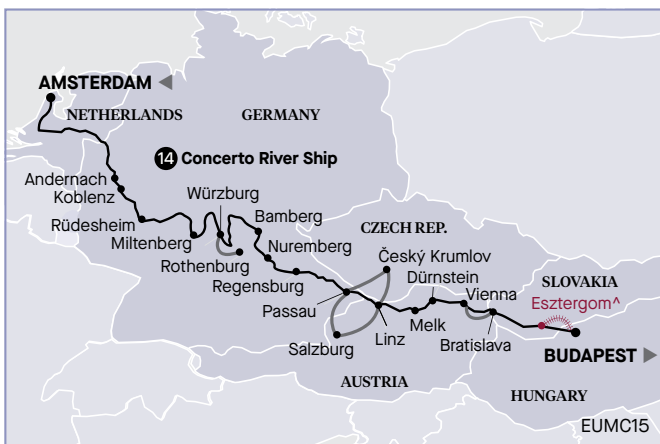 AMSTERDAM
NETHERLANDS
GERMANY
14 Concerto River Ship
Andernach
Koblenz
Würzburg
Rüdesheim
Bamberg
Miltenberg
Nuremberg
Rothenburg
Regensburg
CZECH REP.
Český Krumlov
Dürnstein
SLOVAKIA
Passau
Vienna
Esztergom^
Salzburg
Linz
Melk
Bratislava
BUDAPEST
AUSTRIA
HUNGARY
EUMC15